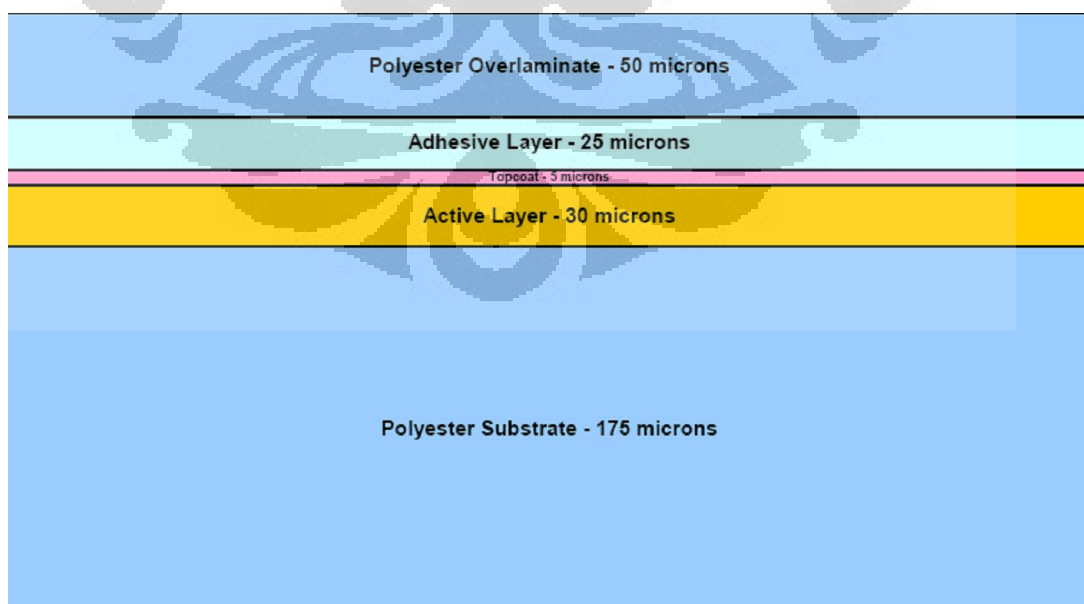 Polyester Overlaminate - 50 microns
Adhesive Layer - 25 microns
Topcoat - 5 microns
Active Layer - 30 microns
Polyester Substrate - 175 microns